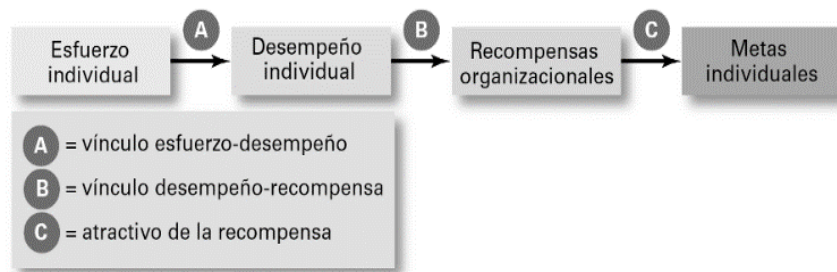 A
B
C
Esfuerzo
individual
Desempeño
individual
Recompensas
organizacionales
Metas
individuales
A = vínculo esfuerzo-desempeño
B = vínculo desempeño-recompensa
C = atractivo de la recompensa